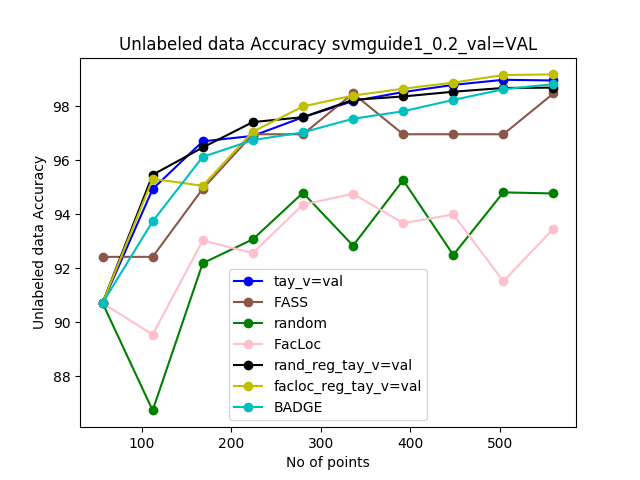 Unlabeled data Accuracy svmguide1_0.2_val=VAL
Unlabeled data Accuracy
98
96
94
92
90
88
tay_v=val
FASS
random
FacLoc
rand_reg_tay_v=val
facloc_reg_tay_v=val
BADGE
100 200 300 400 500
No of points